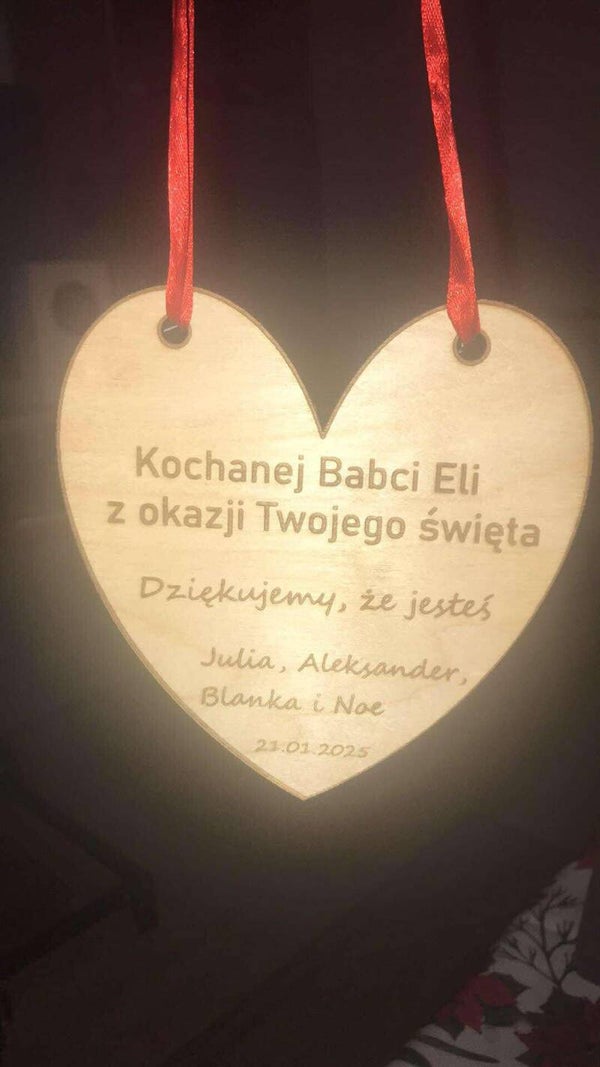 Kochanej Babci Eli
z okazji Twojego święta
Dziękujemy, że jesteś
Julia, Aleksander,
Blanka i Noe
21.01.2025